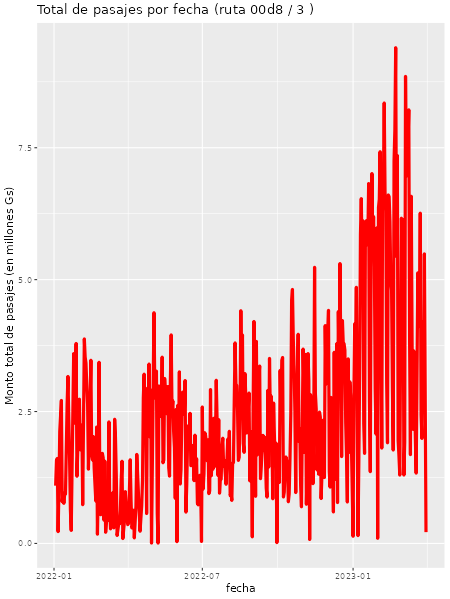 Total de pasajes por fecha (ruta 00d8 / 3 )
Monto total de pasajes (en millones Gs)
7.5
5.0
2.5
0.0
2022-01 2022-07 2023-01
fecha